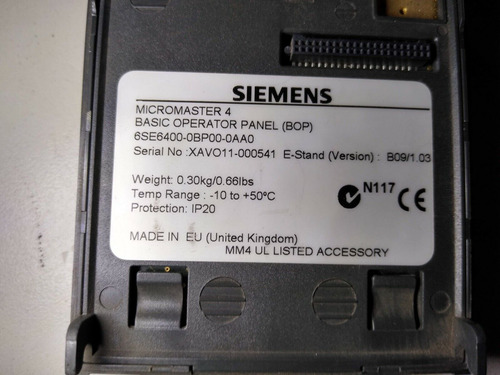 SIEMENS
MICROMASTER 4
BASIC OPERATOR PANEL (BOP)
6SE6400-0BP00-0AA0
Serial No :XAVO11-000541 E-Stand (Version) : B09/1.03
Weight: 0.30kg/0.66lbs
Temp Range : -10 to +50ºC
Protection: IP20
N117 CE
MADE IN EU (United Kingdom)
MM4 UL LISTED ACCESSORY